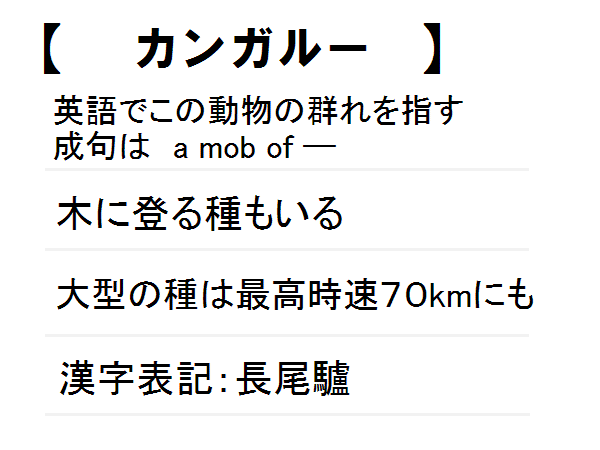 【 カンガルー 】
英語でこの動物の群れを指す
成句は a mob of ―
木に登る種もいる
大型の種は最高時速70kmにも
漢字表記:長尾驢